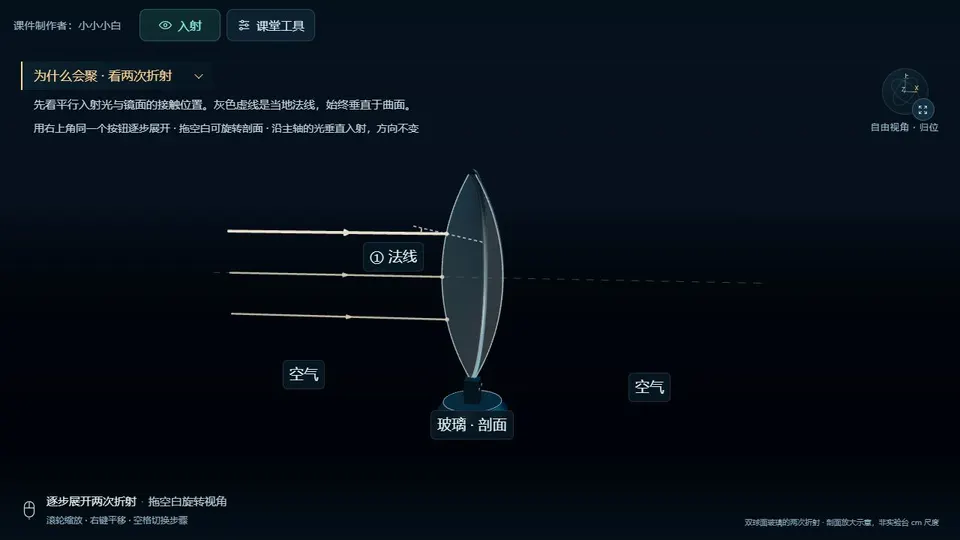 课件制作者：小小小白
入射
课堂工具
为什么会聚·看两次折射
先看平行入射光与镜面的接触位置。灰色虚线是当地法线，始终垂直于曲面。
用右上角同一个按钮逐步展开·拖空白可旋转剖面·沿主轴的光垂直入射，方向不变
上
Z X
自由视角·归位
① 法线
空气
空气
玻璃·剖面
逐步展开两次折射·拖空白旋转视角
滚轮缩放·右键平移·空格切换步骤
双球面玻璃的两次折射·剖面放大示意，非实验台 cm 尺度